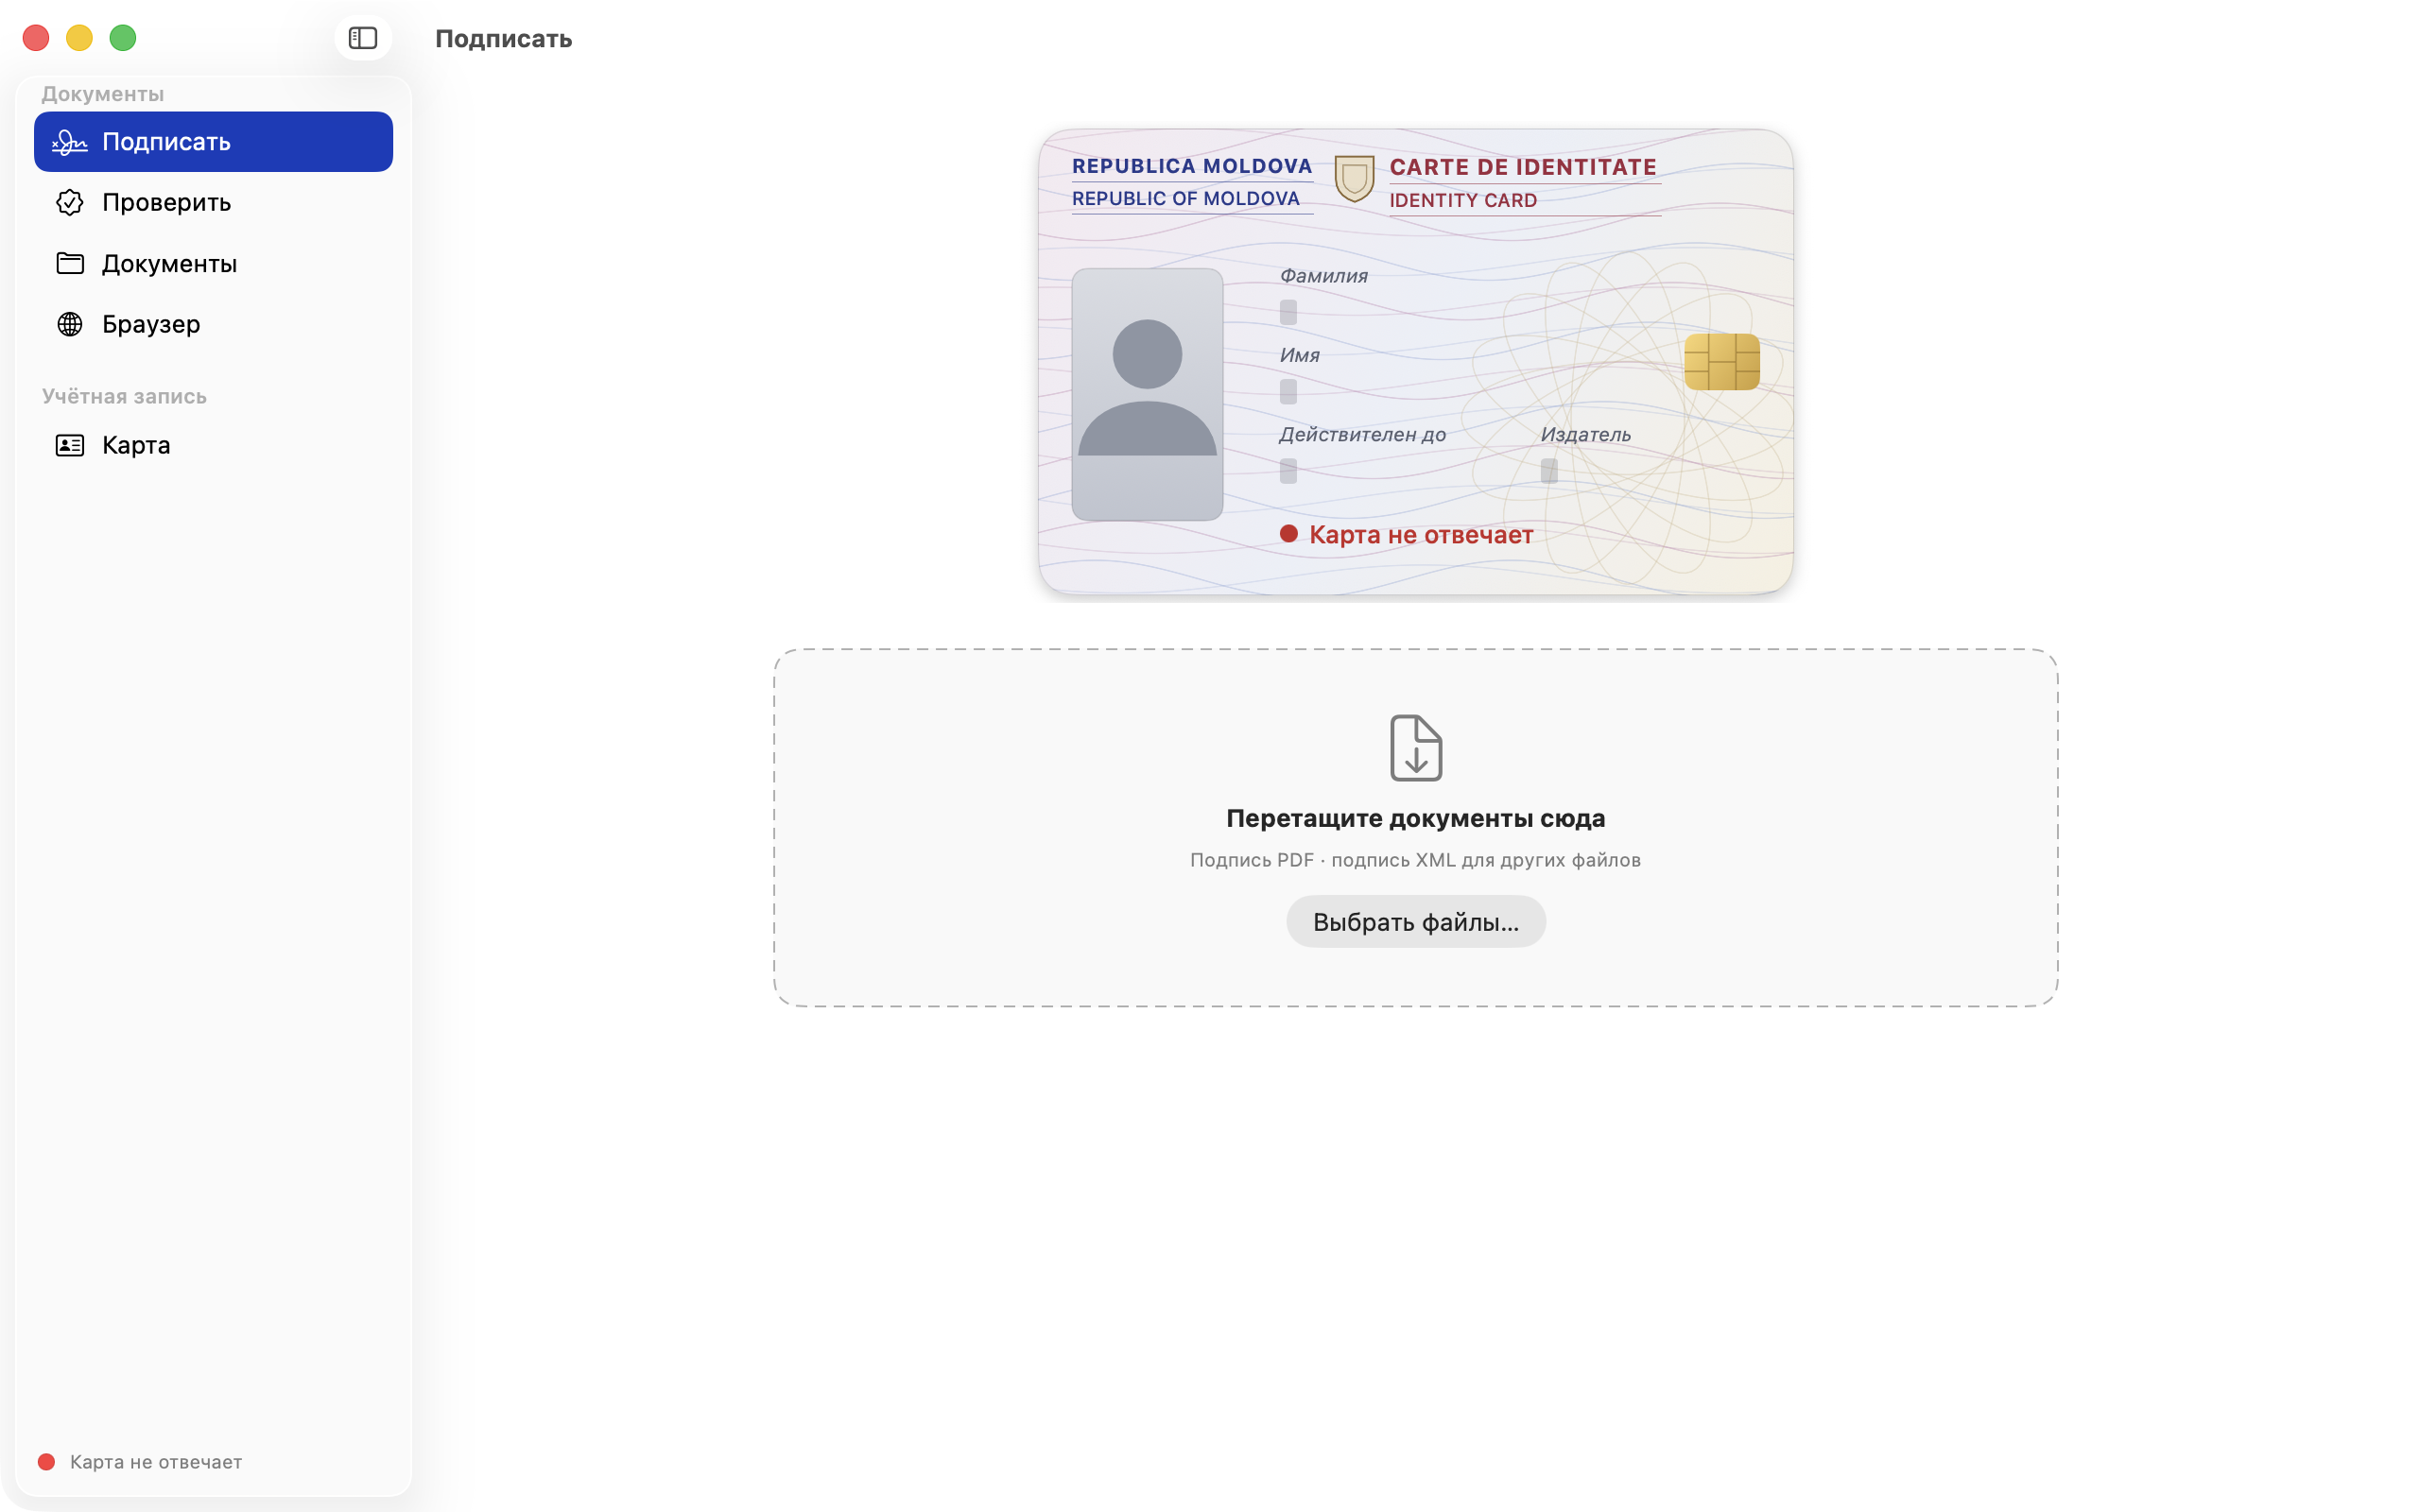 Подписать
Документы
Подписать
Проверить
Документы
Браузер
Учётная запись
Карта
Карта не отвечает
REPUBLICA MOLDOVA
REPUBLIC OF MOLDOVA
CARTE DE IDENTITATE
IDENTITY CARD
Фамилия
Имя
Действителен до
Издатель
Карта не отвечает
Перетащите документы сюда
Подпись PDF · подпись XML для других файлов
Выбрать файлы...